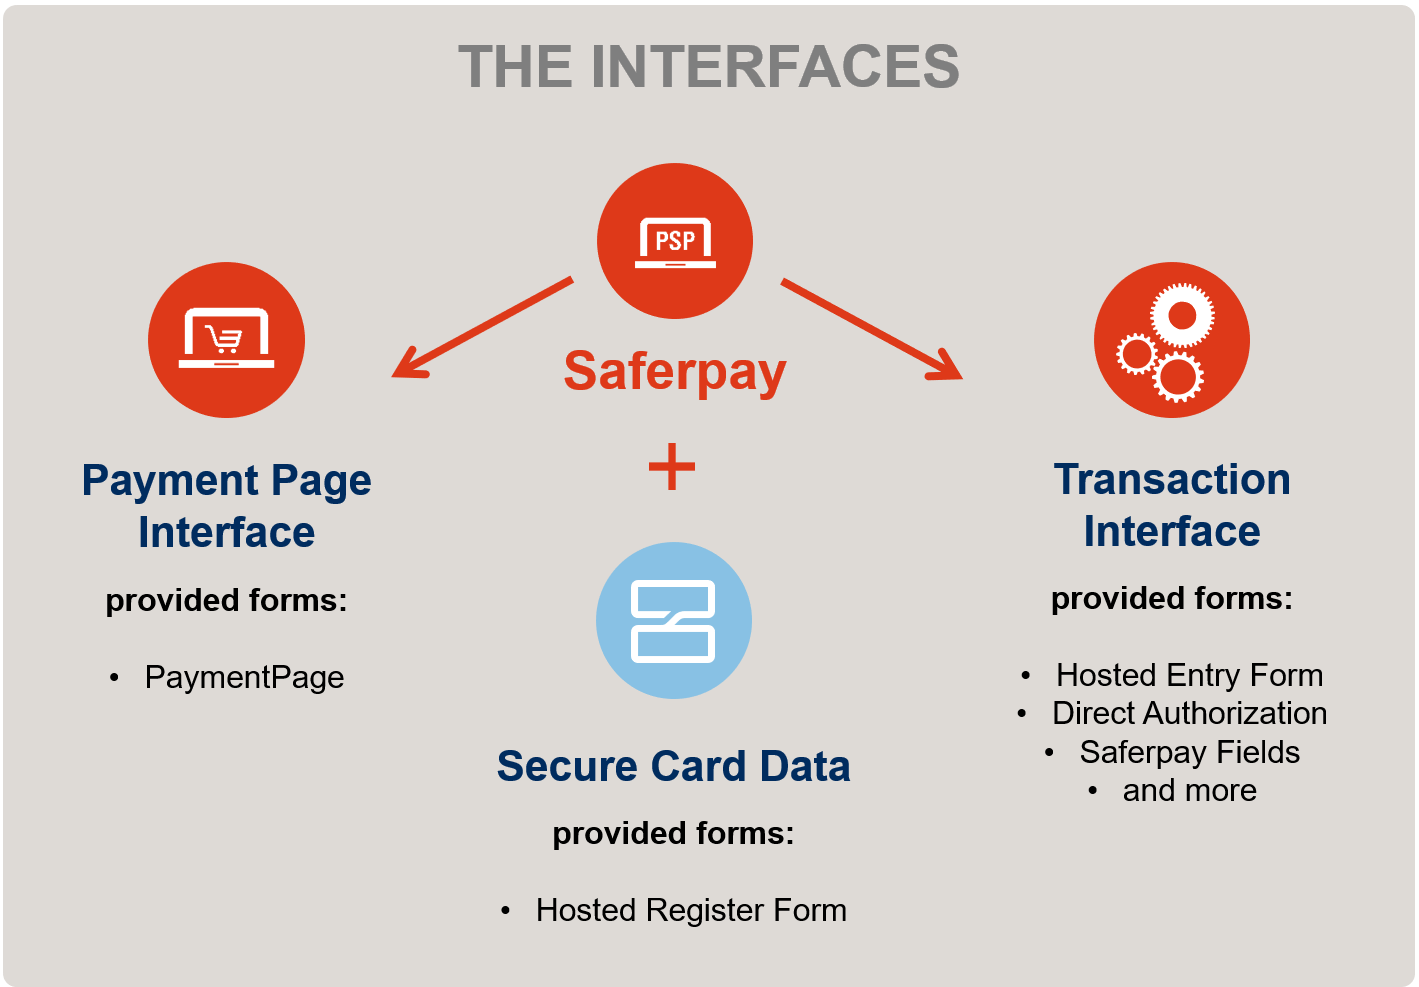 THE INTERFACES
PSP
Saferpay
+
Payment Page
Interface
provided forms:
• PaymentPage
Secure Card Data
provided forms:
• Hosted Register Form
Transaction
Interface
provided forms:
• Hosted Entry Form
• Direct Authorization
• Saferpay Fields
• and more